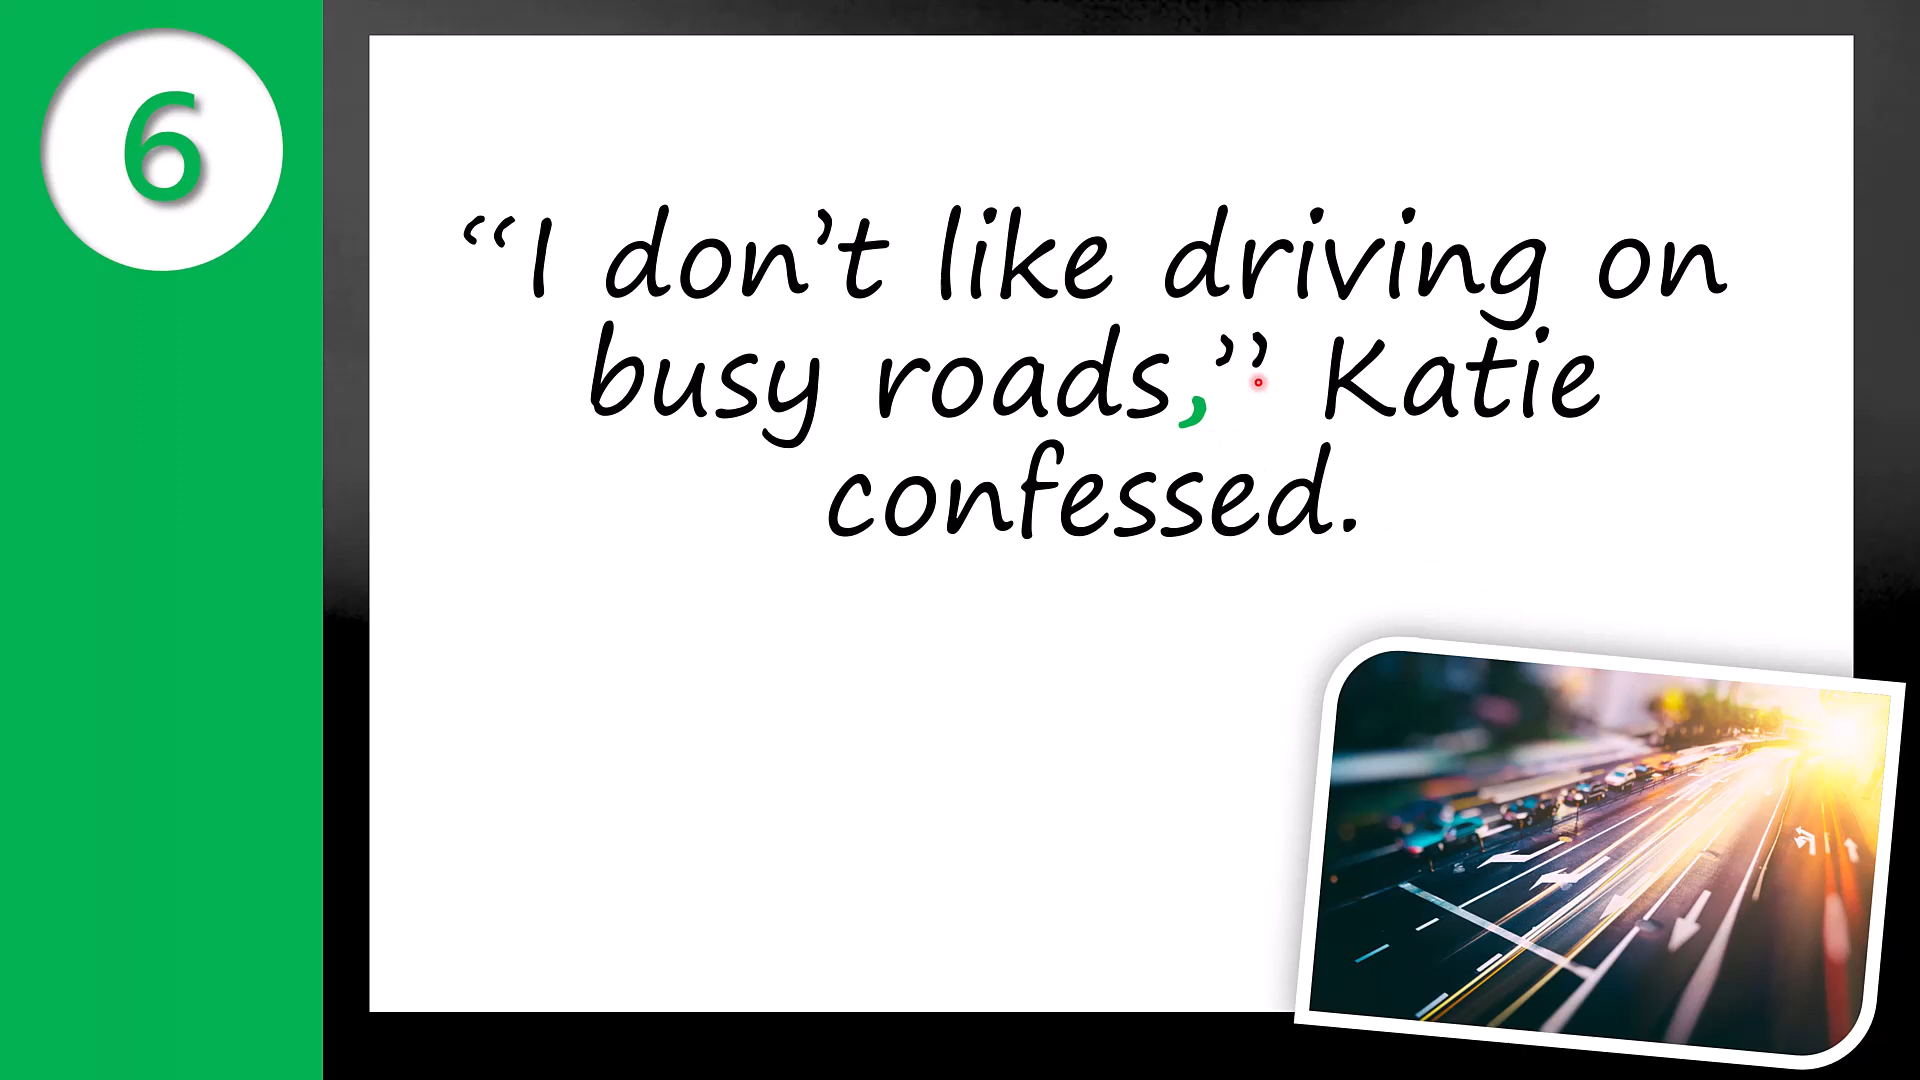 6
“I don’t like driving on
busy roads,” Katie
confessed.